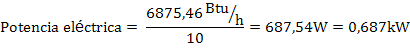 Potencia eléctrica = 6875,46 Btu/h / 10 = 687,54W = 0,687kW